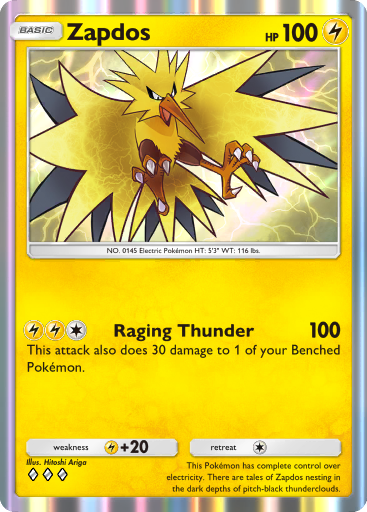 BASIC
Zapdos
HP 100
NO. 0145 Electric Pokémon HT: 5'3" WT: 116 lbs.
Raging Thunder 100
This attack also does 30 damage to 1 of your Benched
Pokémon.
weakness +20
retreat
Illus. Hitoshi Ariga
This Pokémon has complete control over
electricity. There are tales of Zapdos nesting in
the dark depths of pitch-black thunderclouds.